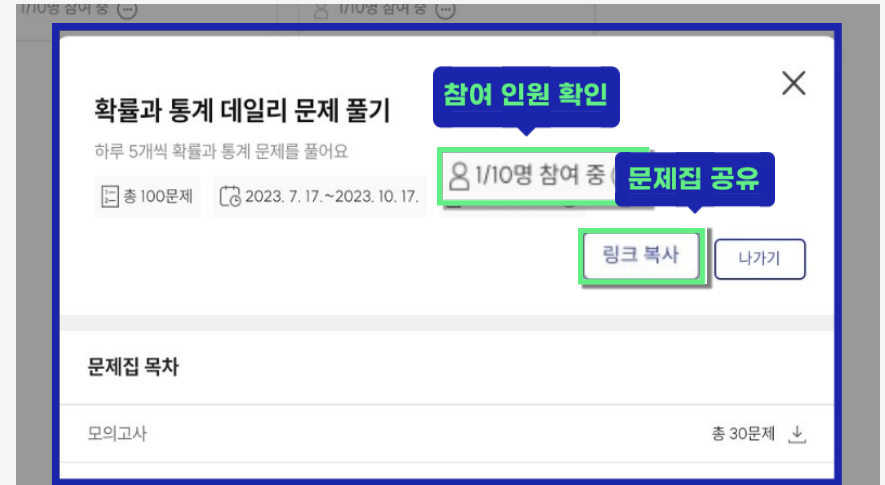 1/10명 참여 중
1/10명 참여 중
참여 인원 확인
확률과 통계 데일리 문제 풀기
하루 5개씩 확률과 통계 문제를 풀어요
1/10명 참여 중
문제집 공유
총 100문제
2023. 7. 17.~2023. 10. 17.
링크 복사
나가기
문제집 목차
모의고사
총 30문제